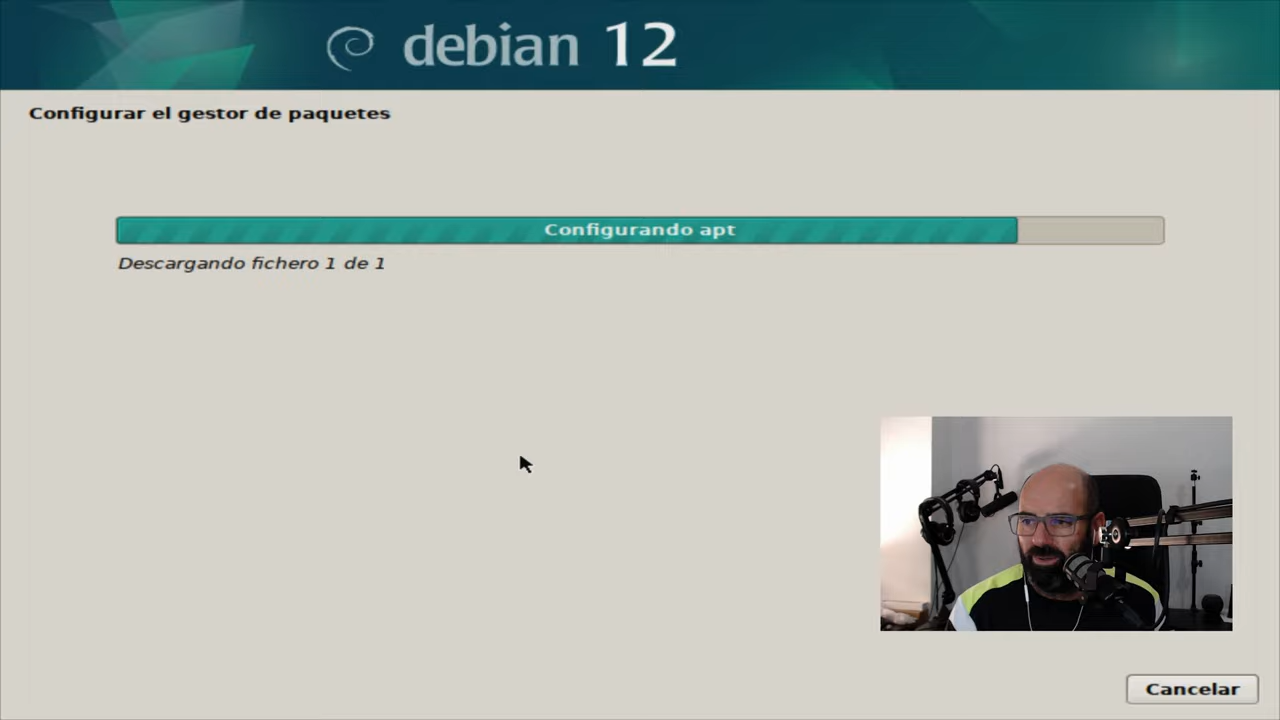 debian 12
Configurar el gestor de paquetes
Configurando apt
Descargando fichero 1 de 1
Cancelar